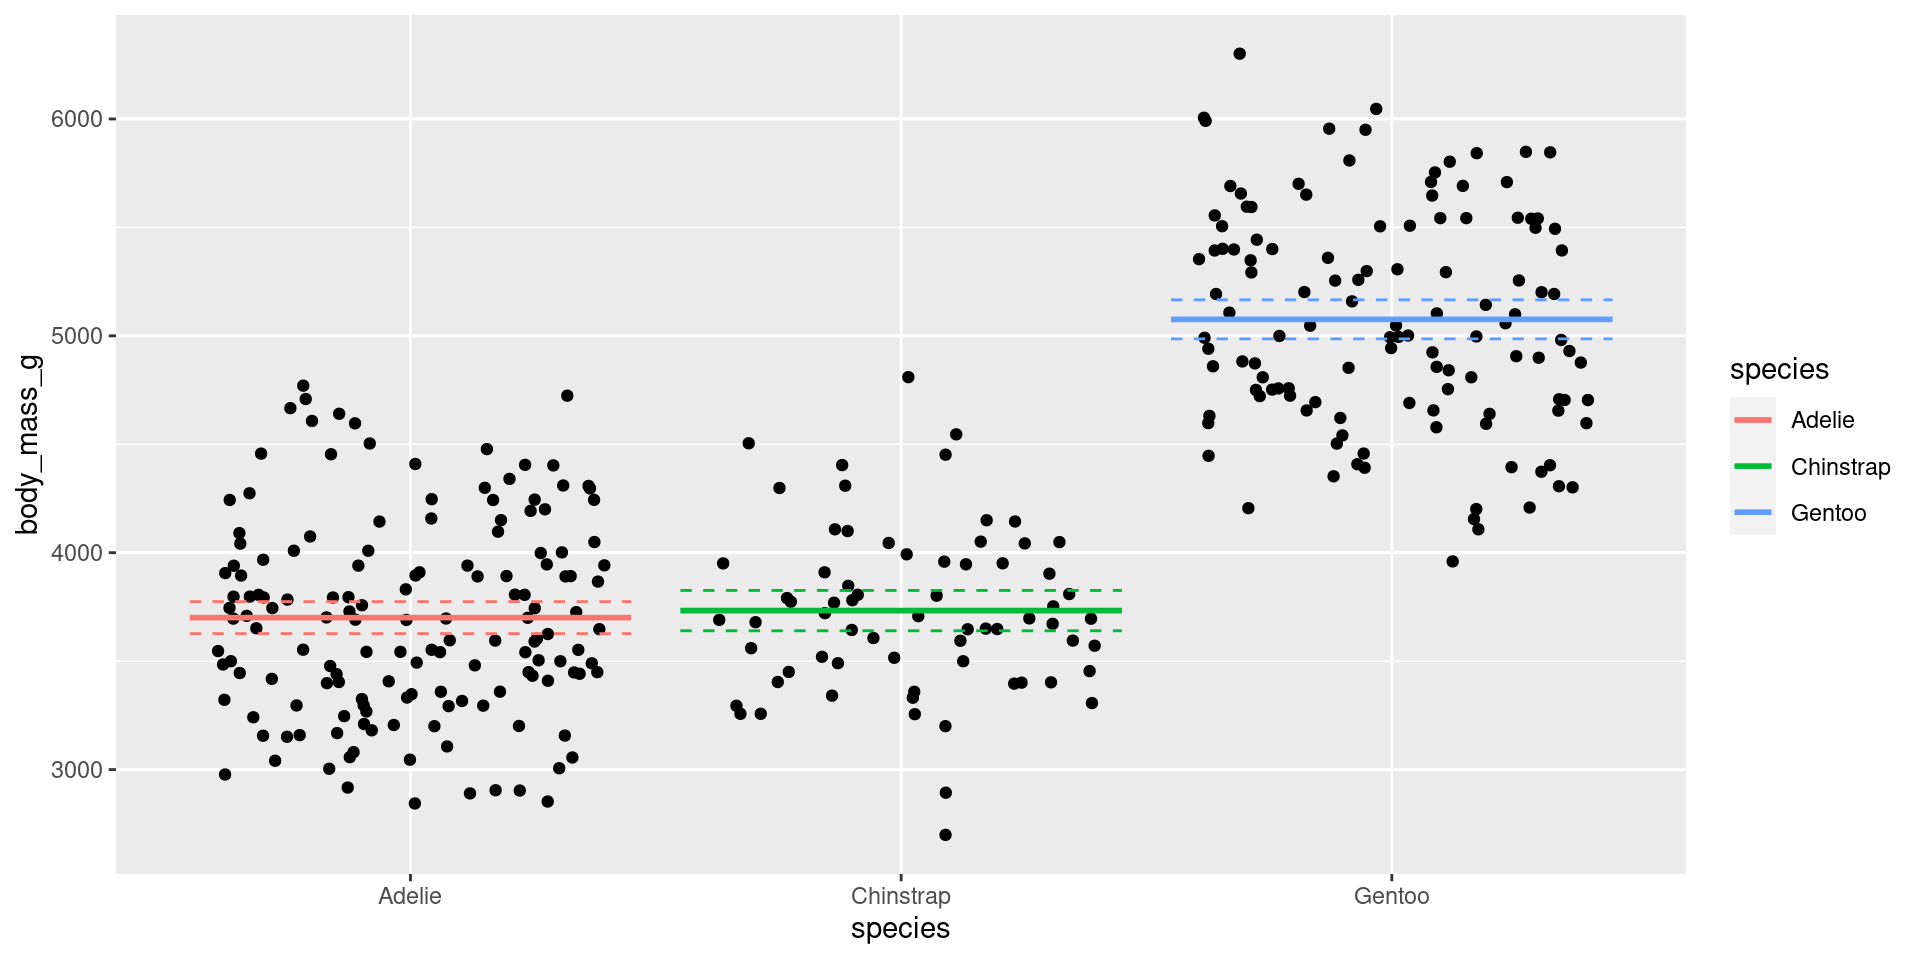 body_mass_g
6000
5000
4000
3000
Adelie
Chinstrap
Gentoo
species
species
Adelie
Chinstrap
Gentoo